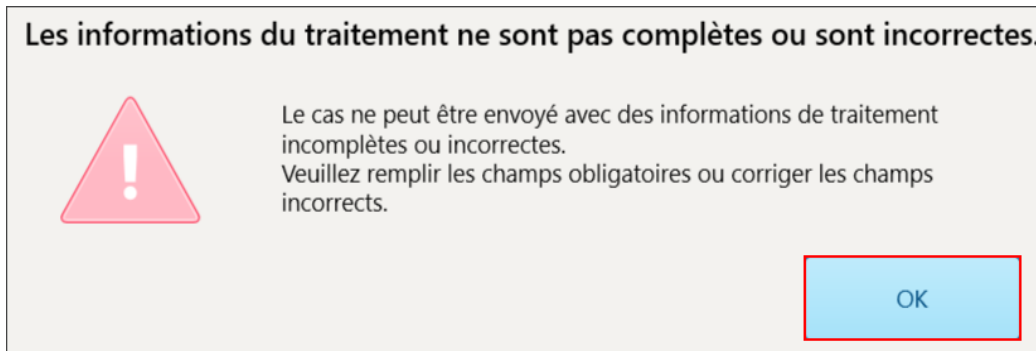 Les informations du traitement ne sont pas complètes ou sont incorrectes.
Le cas ne peut être envoyé avec des informations de traitement
incomplètes ou incorrectes.
Veuillez remplir les champs obligatoires ou corriger les champs
incorrects.
OK